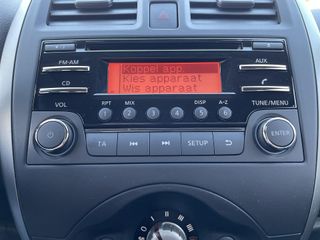 FM·AM
AUX
Koppel app
Kies apparaat
Wis apparaat
CD
VOL
RPT
MIX
DISP
A-Z
TUNE/MENU
1
2
3
4
5
6
ENTER
TA
SETUP